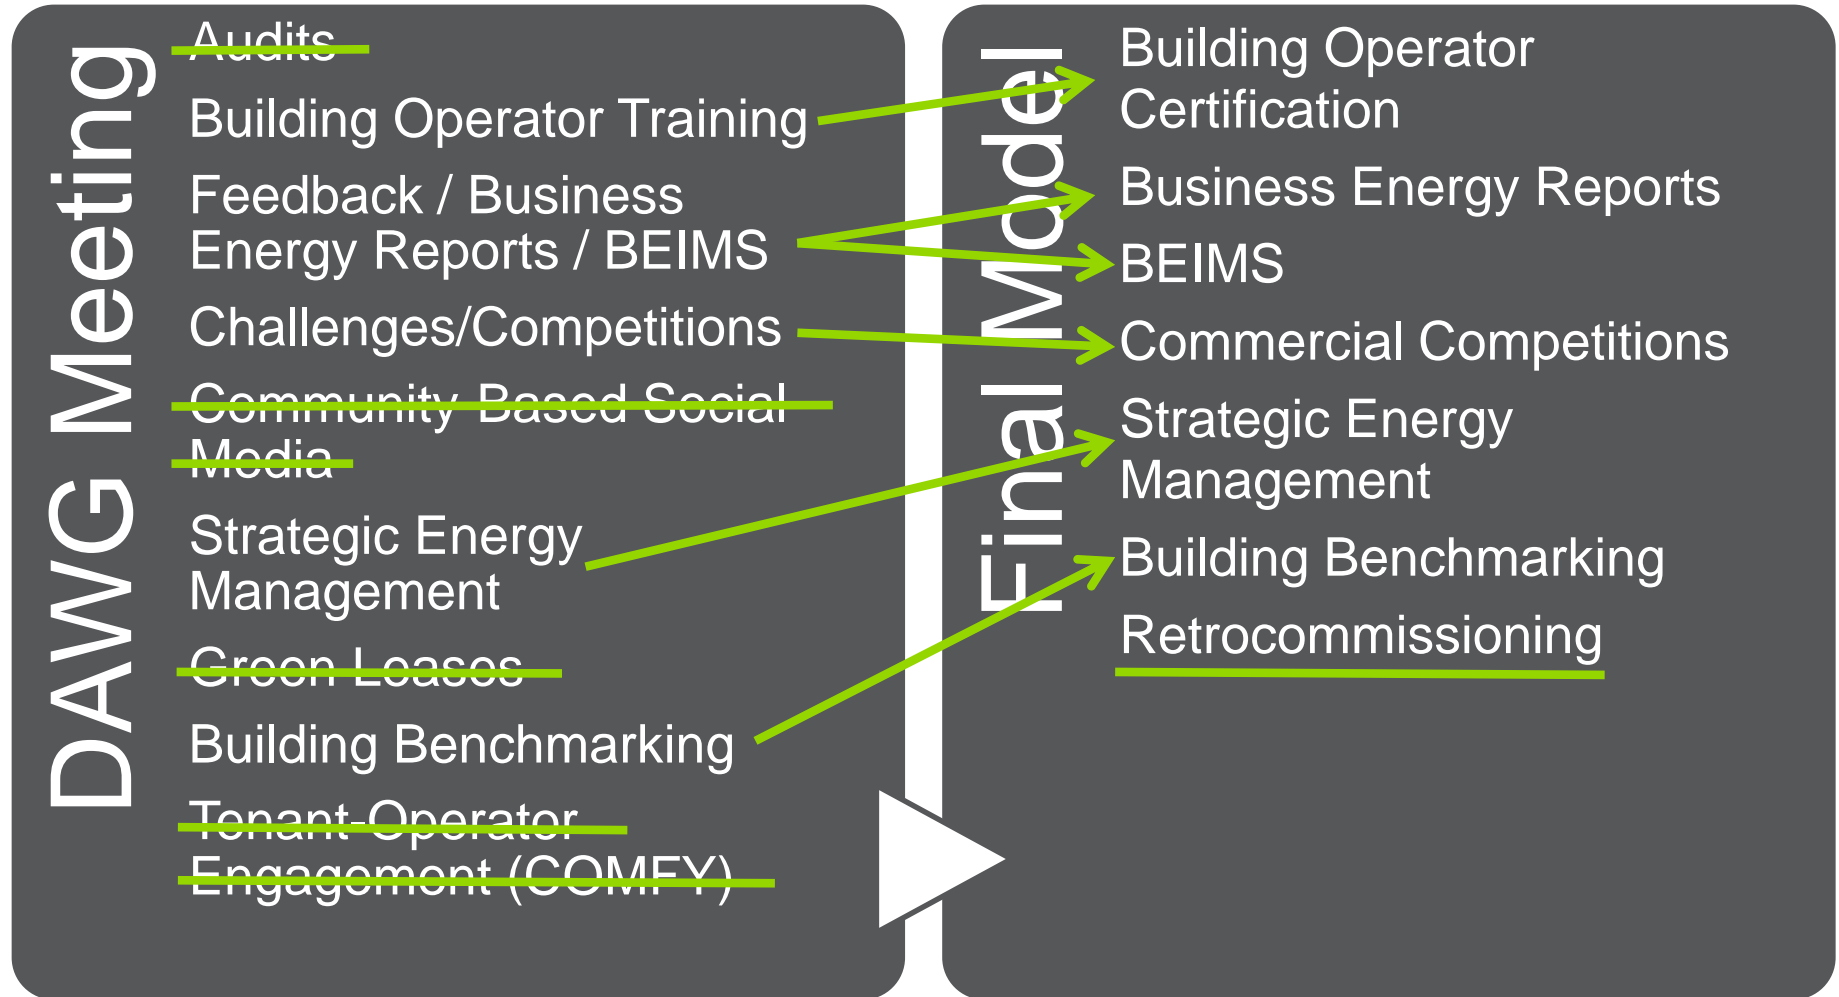 DAWG Meeting
Audits
Building Operator Training
Feedback / Business
Energy Reports / BEIMS
Challenges/Competitions
Community-Based Social
Media
Strategic Energy
Management
Green Leases
Building Benchmarking
Tenant-Operator
Engagement (COMFY)
Final Model
Building Operator
Certification
Business Energy Reports
BEIMS
Commercial Competitions
Strategic Energy
Management
Building Benchmarking
Retrocommissioning